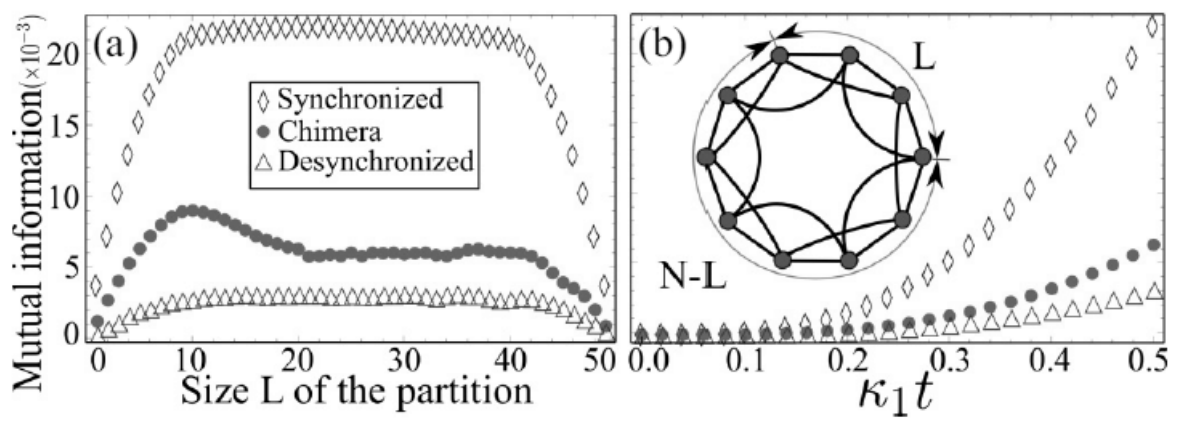 Mutual information(×10⁻³)
20
15
10
5
0
(a)
Synchronized
Chimera
Desynchronized
0 10 20 30 40 50
Size L of the partition
(b)
L
N-L
0.0 0.1 0.2 0.3 0.4 0.5
κ₁t